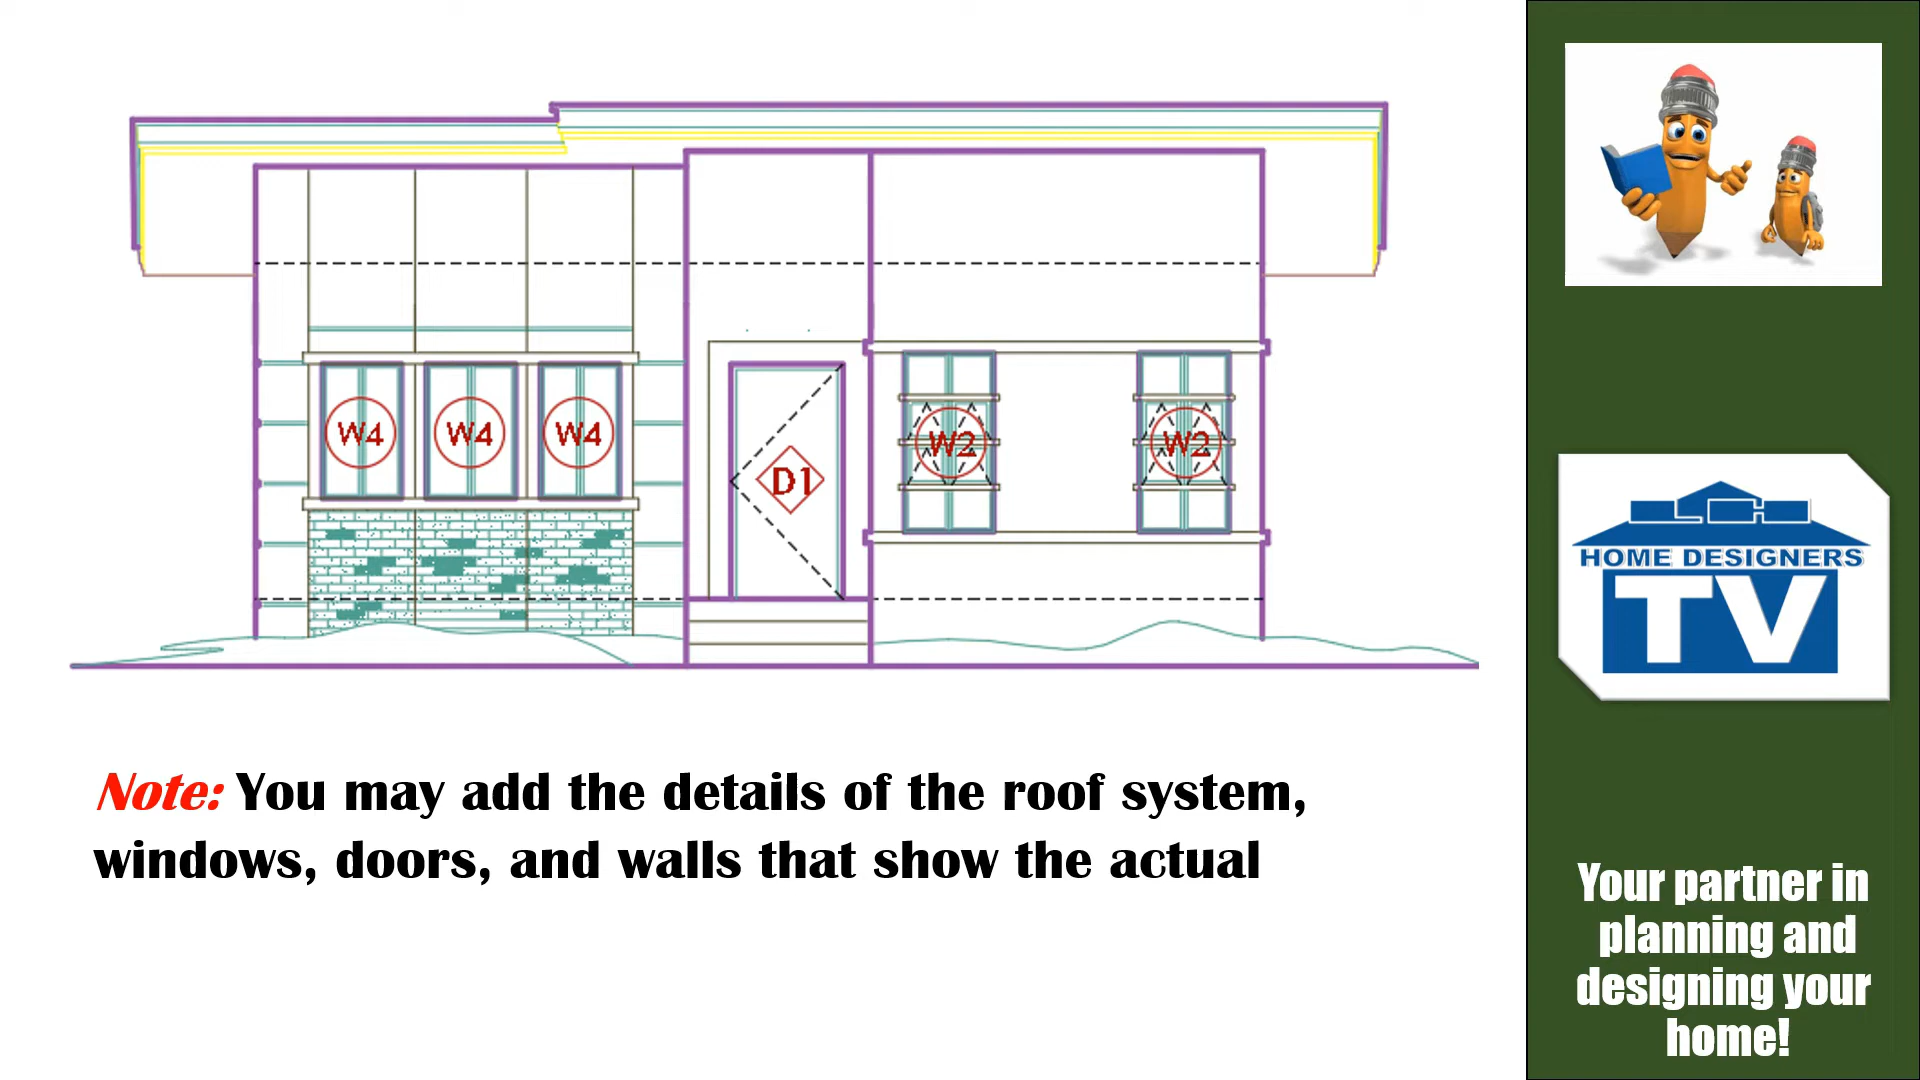 W4 W4 W4 D1 W2 W2
Note: You may add the details of the roof system,
windows, doors, and walls that show the actual
LCH
HOME DESIGNERS
TV
Your partner in
planning and
designing your
home!